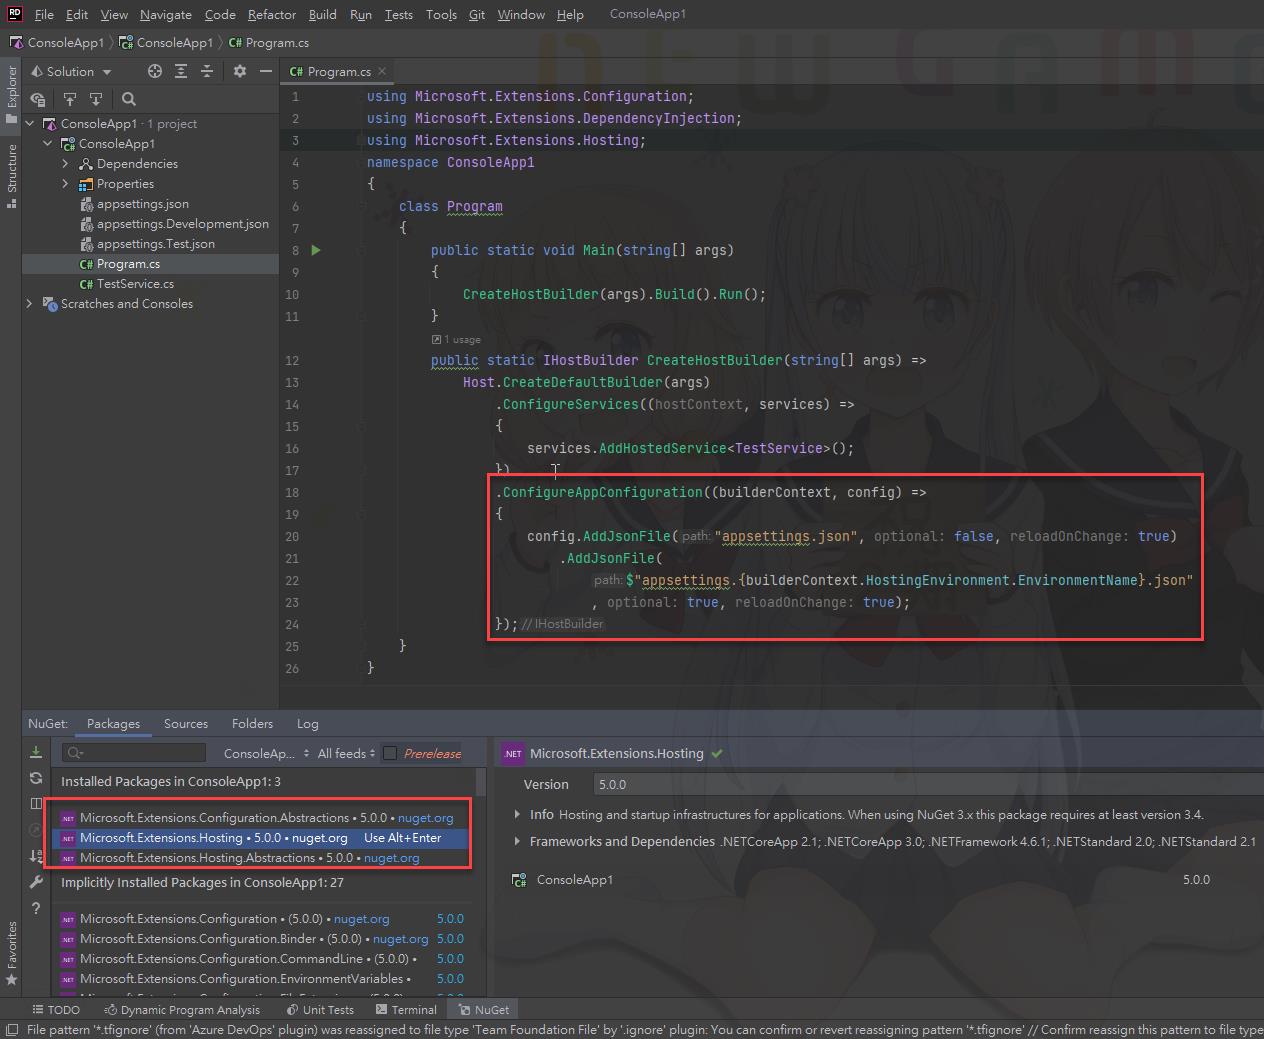 File Edit View Navigate Code Refactor Build Run Tests Tools Git Window Help ConsoleApp1
ConsoleApp1 ConsoleApp1 Program.cs
Explorer
Structure
Favorites
Solution
ConsoleApp1 · 1 project
ConsoleApp1
Dependencies
Properties
appsettings.json
appsettings.Development.json
appsettings.Test.json
Program.cs
TestService.cs
Scratches and Consoles
Program.cs
1 using Microsoft.Extensions.Configuration;
2 using Microsoft.Extensions.DependencyInjection;
3 using Microsoft.Extensions.Hosting;
4 namespace ConsoleApp1
5 {
6 class Program
7 {
8 public static void Main(string[] args)
9 {
10 CreateHostBuilder(args).Build().Run();
11 }
1 usage
12 public static IHostBuilder CreateHostBuilder(string[] args) =>
13 Host.CreateDefaultBuilder(args)
14 .ConfigureServices((hostContext, services) =>
15 {
16 services.AddHostedService<TestService>();
17 })
18 .ConfigureAppConfiguration((builderContext, config) =>
19 {
20 config.AddJsonFile( path: "appsettings.json", optional: false, reloadOnChange: true)
21 .AddJsonFile(
22 path: $"appsettings.{builderContext.HostingEnvironment.EnvironmentName}.json"
23 , optional: true, reloadOnChange: true);
24 }); // IHostBuilder
25 }
26 }
NuGet: Packages Sources Folders Log
ConsoleAp... All feeds Prerelease
Installed Packages in ConsoleApp1: 3
Microsoft.Extensions.Configuration.Abstractions • 5.0.0 • nuget.org
Microsoft.Extensions.Hosting • 5.0.0 • nuget.org Use Alt+Enter
Microsoft.Extensions.Hosting.Abstractions • 5.0.0 • nuget.org
Implicitly Installed Packages in ConsoleApp1: 27
Microsoft.Extensions.Configuration • (5.0.0) • nuget.org 5.0.0
Microsoft.Extensions.Configuration.Binder • (5.0.0) • nuget.org 5.0.0
Microsoft.Extensions.Configuration.CommandLine • (5.0.0) • 5.0.0
Microsoft.Extensions.Configuration.EnvironmentVariables • 5.0.0
.NET Microsoft.Extensions.Hosting
Version 5.0.0
Info Hosting and startup infrastructures for applications. When using NuGet 3.x this package requires at least version 3.4.
Frameworks and Dependencies .NETCoreApp 2.1; .NETCoreApp 3.0; .NETFramework 4.6.1; .NETStandard 2.0; .NETStandard 2.1
ConsoleApp1 5.0.0
TODO Dynamic Program Analysis Unit Tests Terminal NuGet
File pattern '*.tfignore' (from 'Azure DevOps' plugin) was reassigned to file type 'Team Foundation File' by '.ignore' plugin: You can confirm or revert reassigning pattern '*.tfignore' // Confirm reassign this pattern to file type